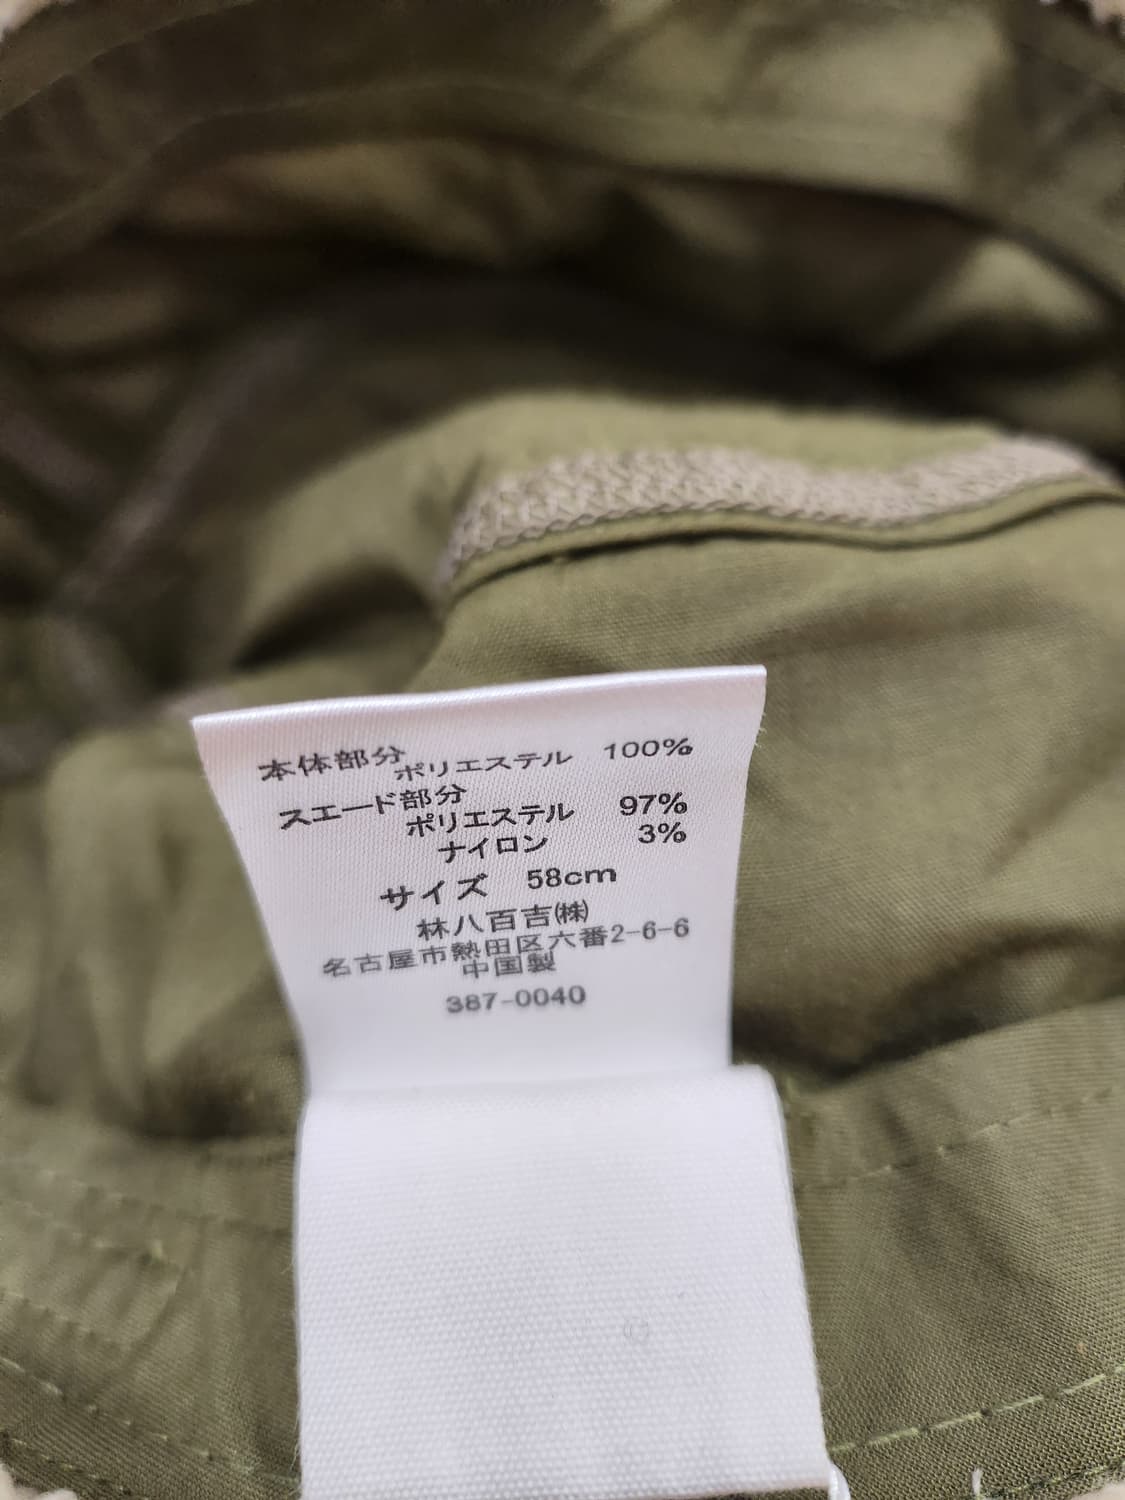 本体部分
ポリエステル 100%
スエード部分
ポリエステル 97%
ナイロン 3%
サイズ 58cm
林八百吉㈱
名古屋市熱田区六番2-6-6
中国製
387-0040